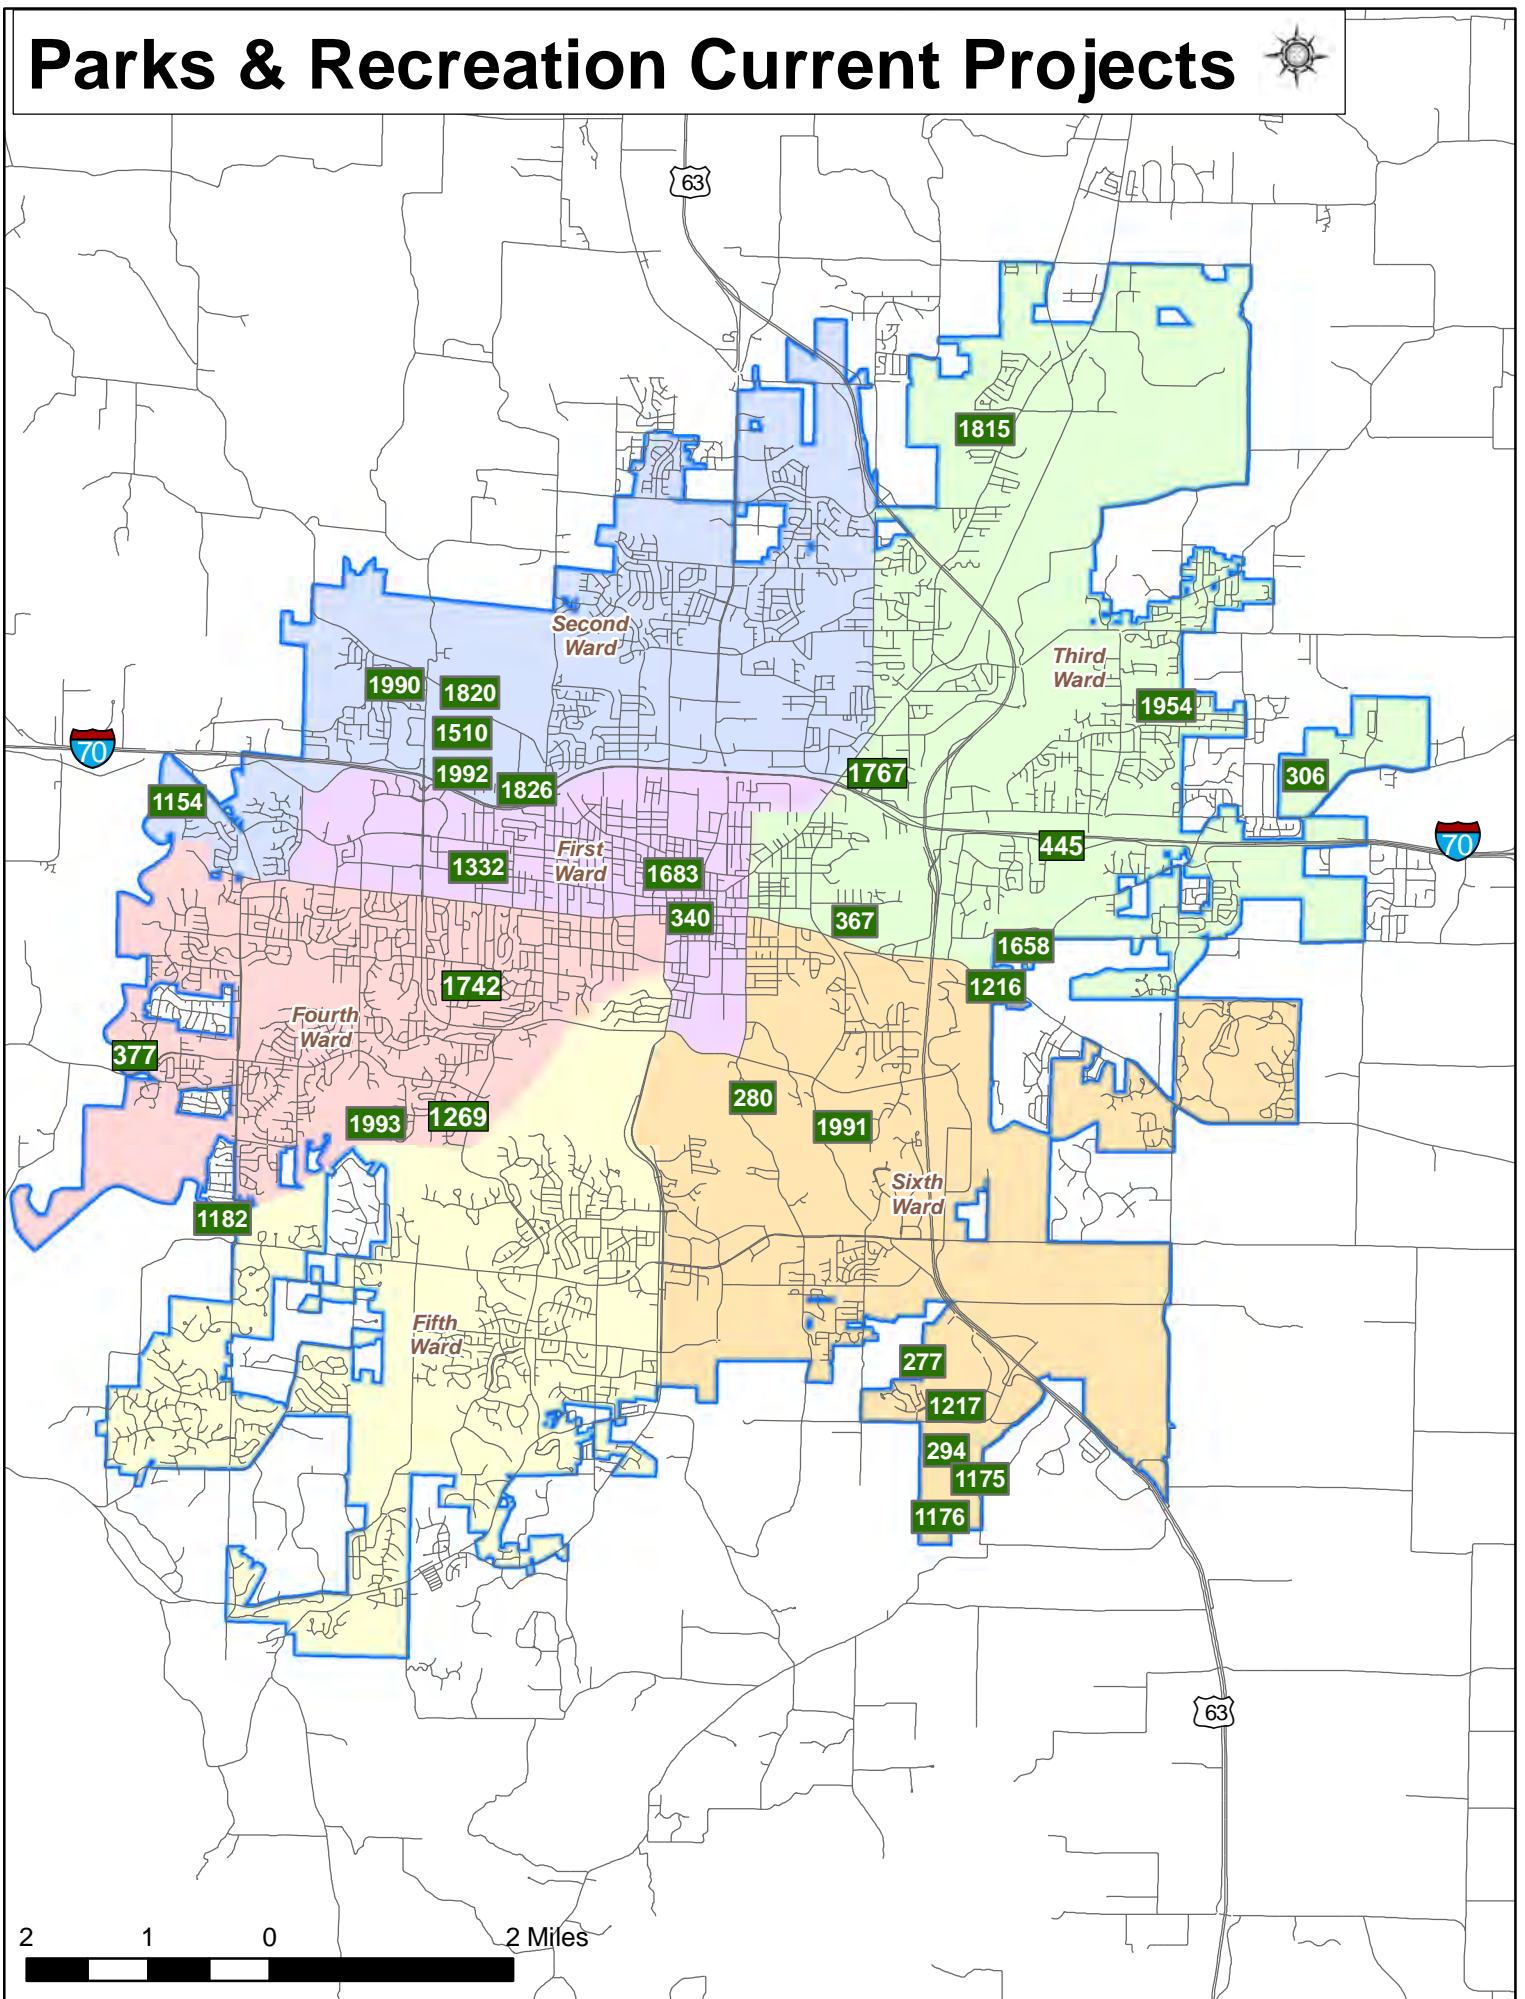 Parks & Recreation Current Projects
63
1815
Second
Ward
Third
Ward
1990
1820
1954
1510
70
1992
1767
306
1826
1154
70
445
First
Ward
1332
1683
340
367
1658
1742
1216
Fourth
Ward
377
280
1993
1269
1991
Sixth
Ward
1182
Fifth
Ward
277
1217
294
1175
1176
63
2 1 0 2 Miles